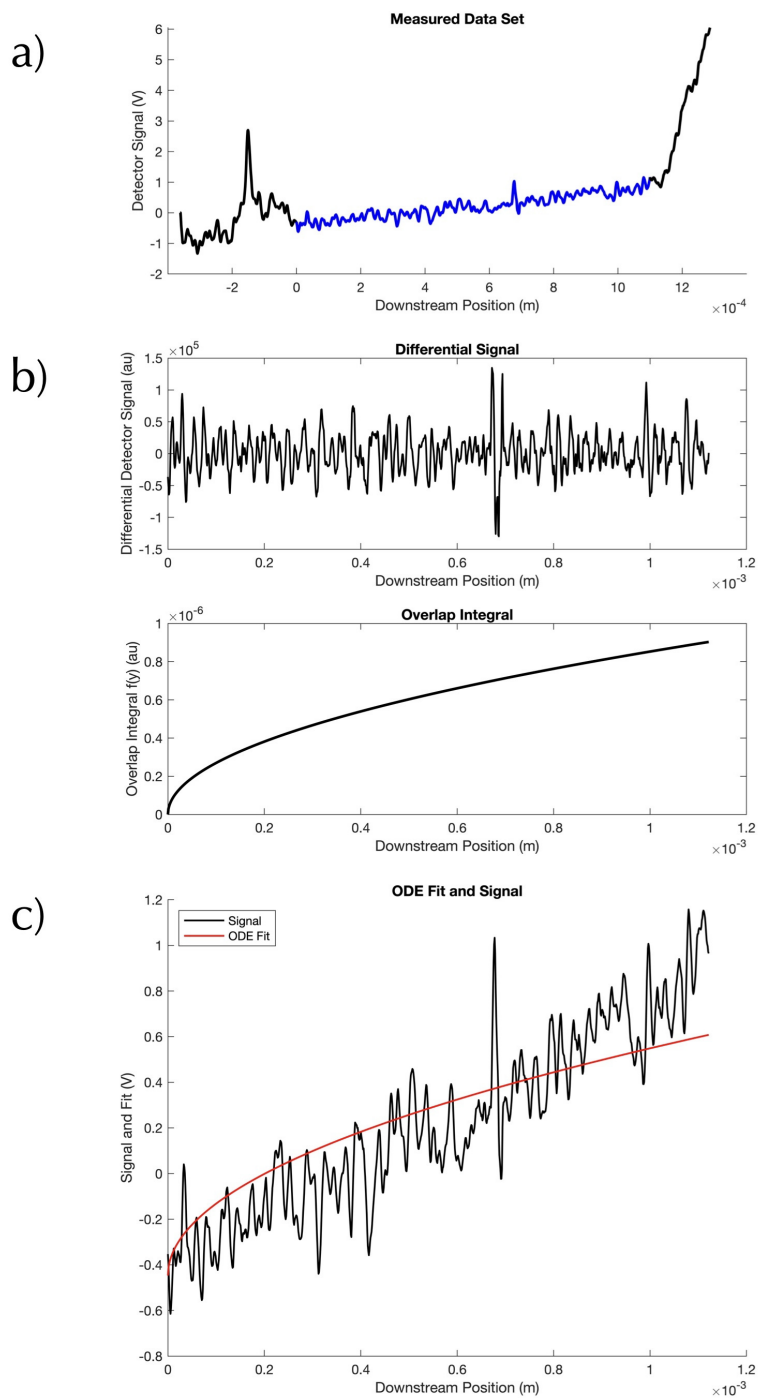 a)
Measured Data Set
Detector Signal (V)
6
5
4
3
2
1
0
-1
-2
-2 0 2 4 6 8 10 12
×10⁻⁴
Downstream Position (m)
b)
Differential Signal
×10⁵
Differential Detector Signal (au)
1.5
1
0.5
0
-0.5
-1
-1.5
0 0.2 0.4 0.6 0.8 1 1.2
×10⁻³
Downstream Position (m)
Overlap Integral
×10⁻⁶
Overlap Integral f(y) (au)
1
0.8
0.6
0.4
0.2
0
0 0.2 0.4 0.6 0.8 1 1.2
×10⁻³
Downstream Position (m)
c)
ODE Fit and Signal
Signal
ODE Fit
Signal and Fit (V)
1.2
1
0.8
0.6
0.4
0.2
0
-0.2
-0.4
-0.6
-0.8
0 0.2 0.4 0.6 0.8 1 1.2
×10⁻³
Downstream Position (m)